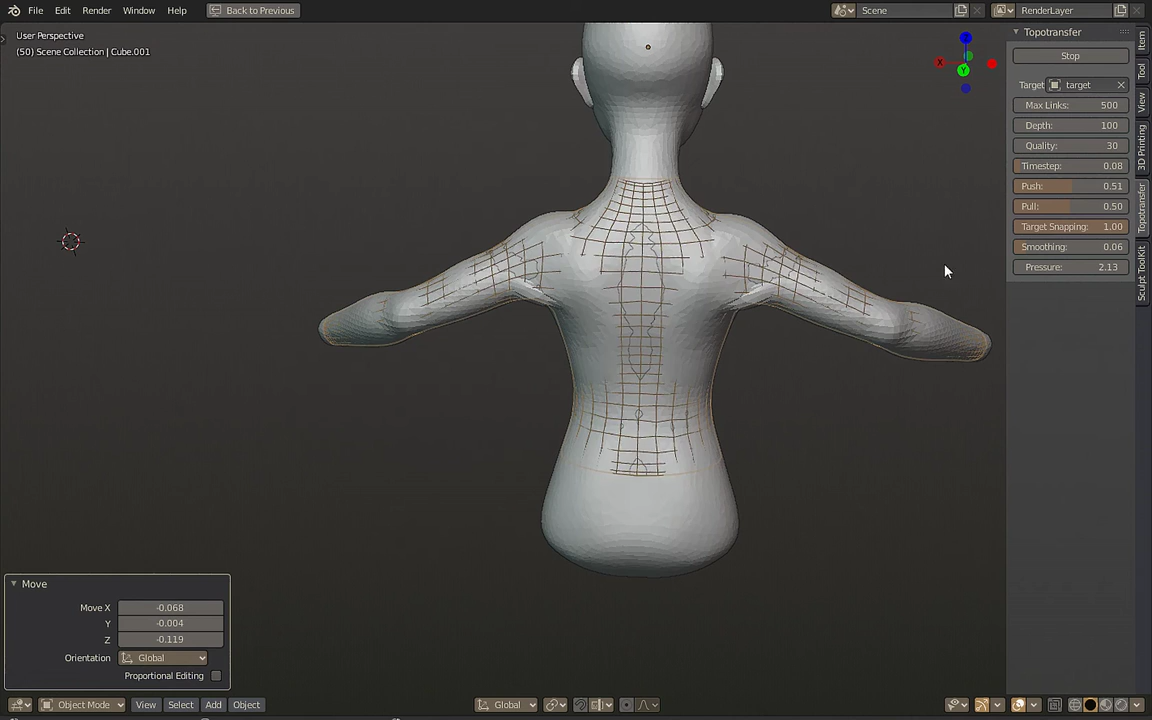 File Edit Render Window Help Back to Previous Scene RenderLayer
User Perspective
(50) Scene Collection | Cube.001
Z
X
Y
Topotransfer
Stop
Target target
Max Links: 500
Depth: 100
Quality: 30
Timestep: 0.08
Push: 0.51
Pull: 0.50
Target Snapping: 1.00
Smoothing: 0.06
Pressure: 2.13
Item
Tool
View
3D Printing
Topotransfer
Sculpt ToolKit
Move
Move X -0.068
Y -0.004
Z -0.119
Orientation Global
Proportional Editing
Object Mode View Select Add Object Global